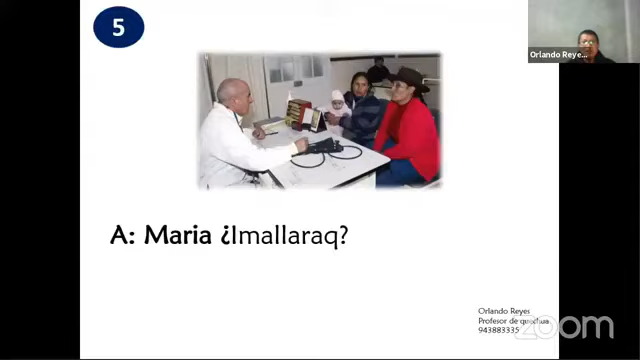 5
Orlando Reye...
A: Maria ¿Imallaraq?
Orlando Reyes
Profesor de quechua
943883335
zoom